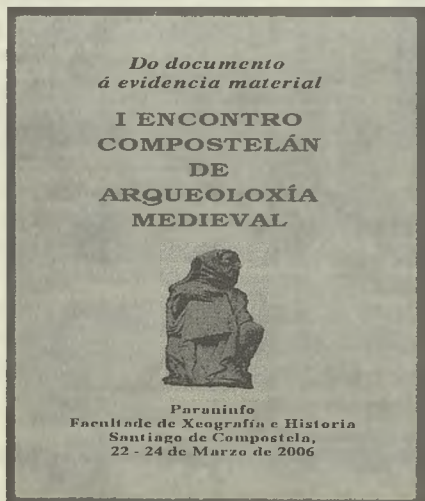 Do documento
á evidencia material
I ENCONTRO
COMPOSTELÁN
DE
ARQUEOLOXÍA
MEDIEVAL
Paraninfo
Facultade de Xeografía e Historia
Santiago de Compostela,
22 - 24 de Marzo de 2006